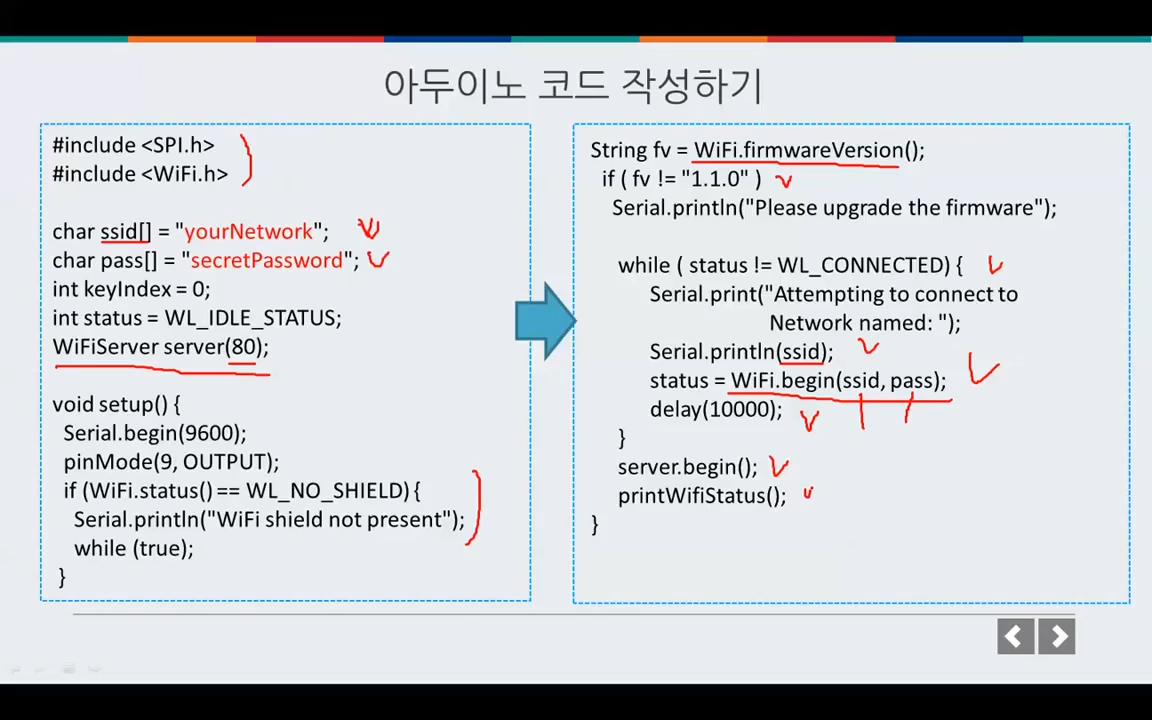 아두이노 코드 작성하기
#include <SPI.h>
#include <WiFi.h>
char ssid[] = "yourNetwork";
char pass[] = "secretPassword";
int keyIndex = 0;
int status = WL_IDLE_STATUS;
WiFiServer server(80);
void setup() {
Serial.begin(9600);
pinMode(9, OUTPUT);
if (WiFi.status() == WL_NO_SHIELD) {
Serial.println("WiFi shield not present");
while (true);
}
String fv = WiFi.firmwareVersion();
if ( fv != "1.1.0" )
Serial.println("Please upgrade the firmware");
while ( status != WL_CONNECTED) {
Serial.print("Attempting to connect to
Network named: ");
Serial.println(ssid);
status = WiFi.begin(ssid, pass);
delay(10000);
}
server.begin();
printWifiStatus();
}